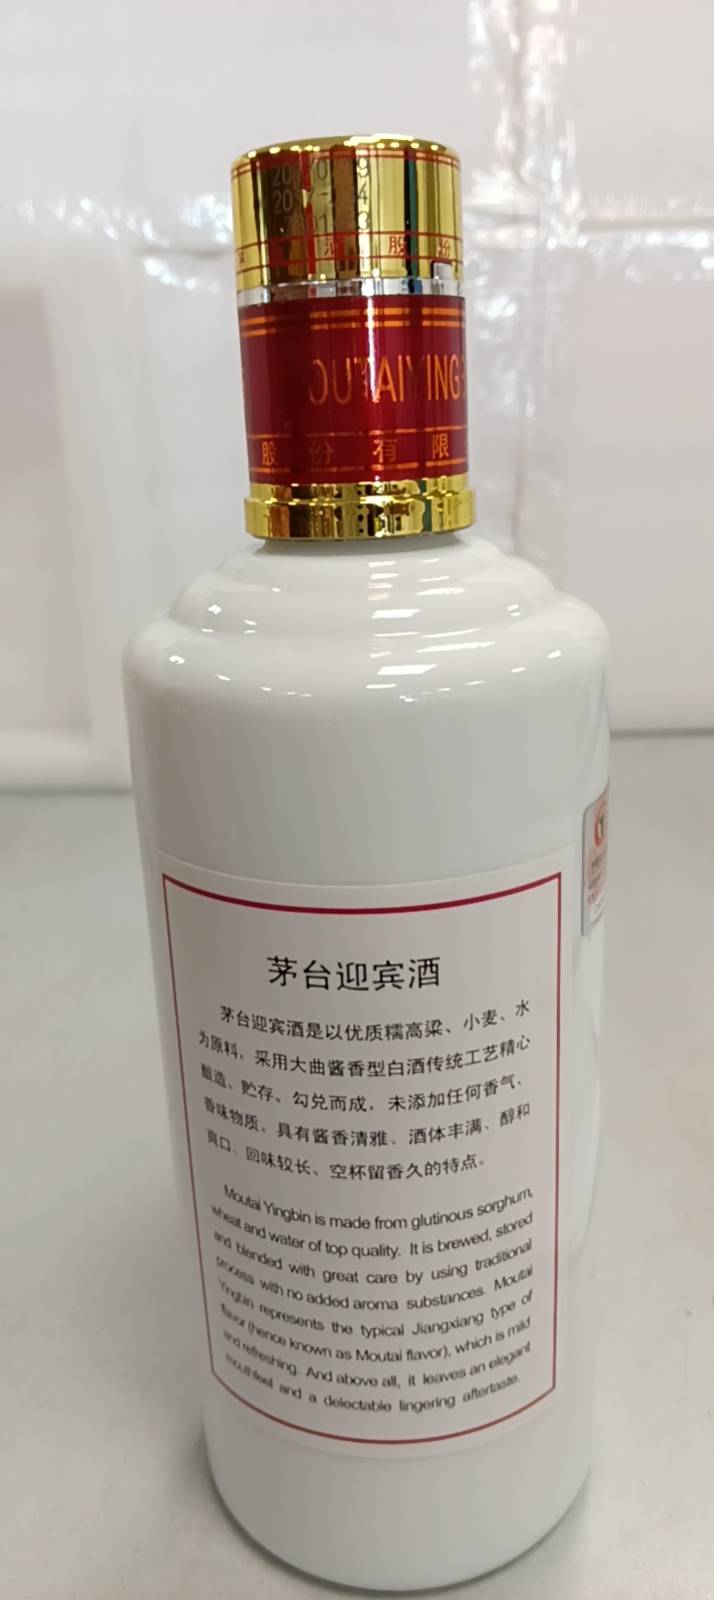 酒股份
OUTAIYING
股份有限
茅台迎宾酒
茅台迎宾酒是以优质糯高粱、小麦、水
为原料，采用大曲酱香型白酒传统工艺精心
酿造、贮存、勾兑而成，未添加任何香气、
香味物质。具有酱香清雅、酒体丰满、醇和
爽口、回味较长、空杯留香久的特点。
Moutai Yingbin is made from glutinous sorghum,
wheat and water of top quality. It is brewed, stored
and blended with great care by using traditional
process with no added aroma substances. Moutai
Yingbin represents the typical Jiangxiang type of
flavor (hence known as Moutai flavor), which is mild
and refreshing. And above all, it leaves an elegant
mouthfeel and a delectable lingering aftertaste.